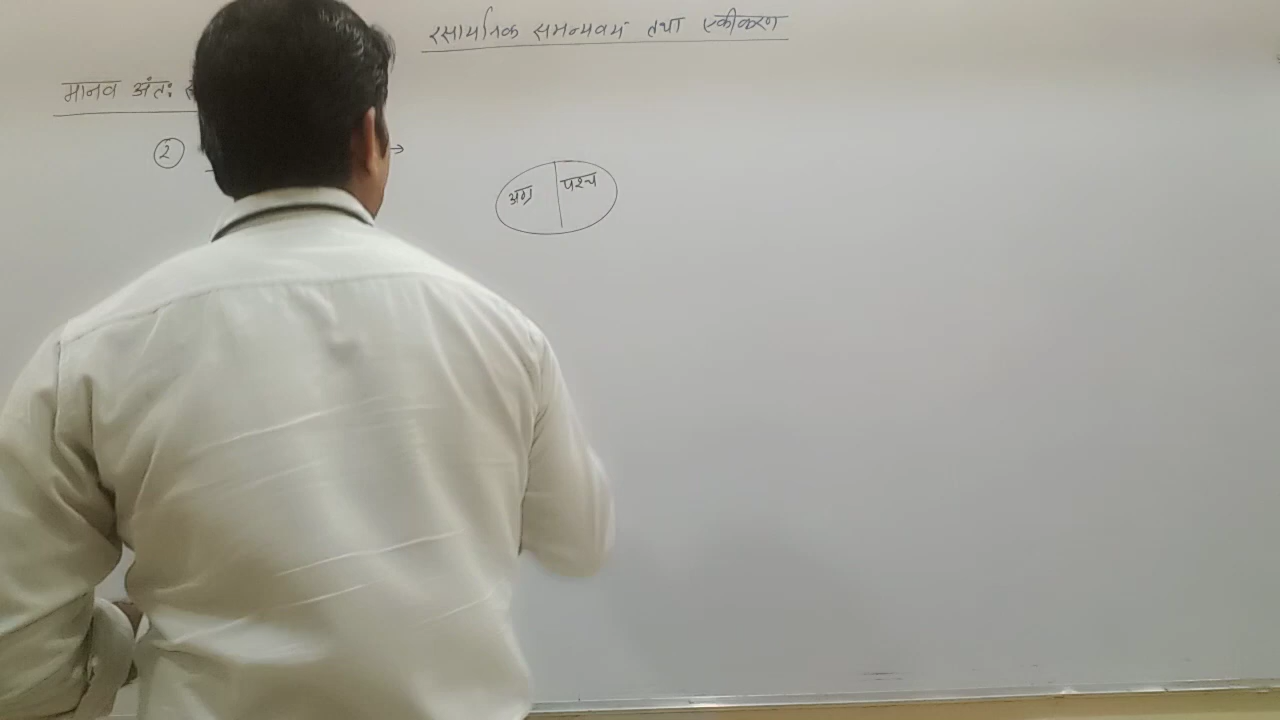 रसायनिक समन्वयं तथा एकीकरण
मानव अंत:
2
अग्र पश्च